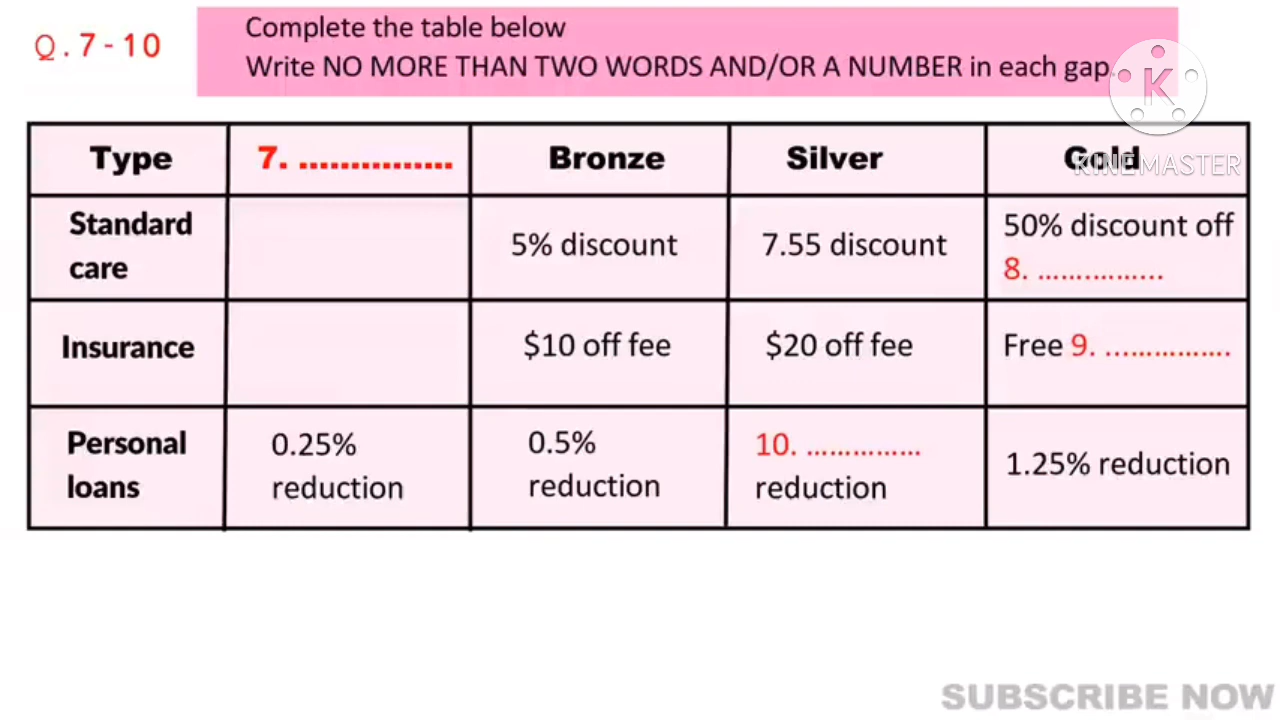 Q.7-10
Complete the table below
Write NO MORE THAN TWO WORDS AND/OR A NUMBER in each gap.
K
KINEMASTER
Type 7. ............... Bronze Silver Gold
Standard care 5% discount 7.55 discount 50% discount off 8. ...............
Insurance $10 off fee $20 off fee Free 9. ...............
Personal loans 0.25% reduction 0.5% reduction 10. ............... reduction 1.25% reduction
SUBSCRIBE NOW